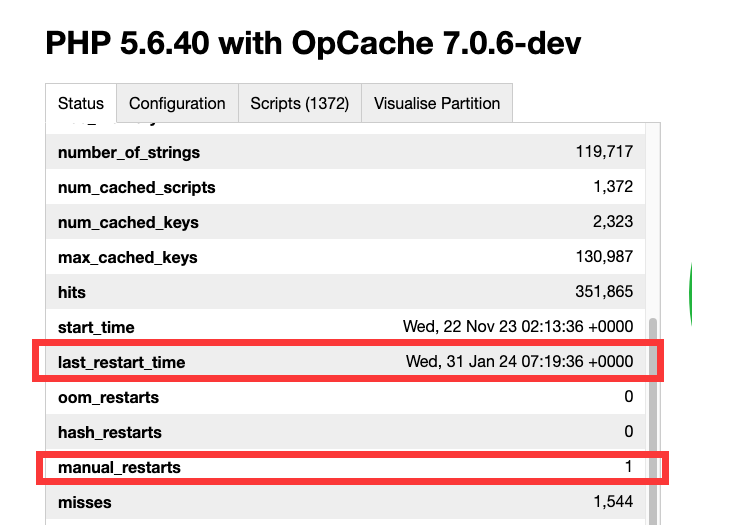 PHP 5.6.40 with OpCache 7.0.6-dev
Status Configuration Scripts (1372) Visualise Partition
number_of_strings 119,717
num_cached_scripts 1,372
num_cached_keys 2,323
max_cached_keys 130,987
hits 351,865
start_time Wed, 22 Nov 23 02:13:36 +0000
last_restart_time Wed, 31 Jan 24 07:19:36 +0000
oom_restarts 0
hash_restarts 0
manual_restarts 1
misses 1,544